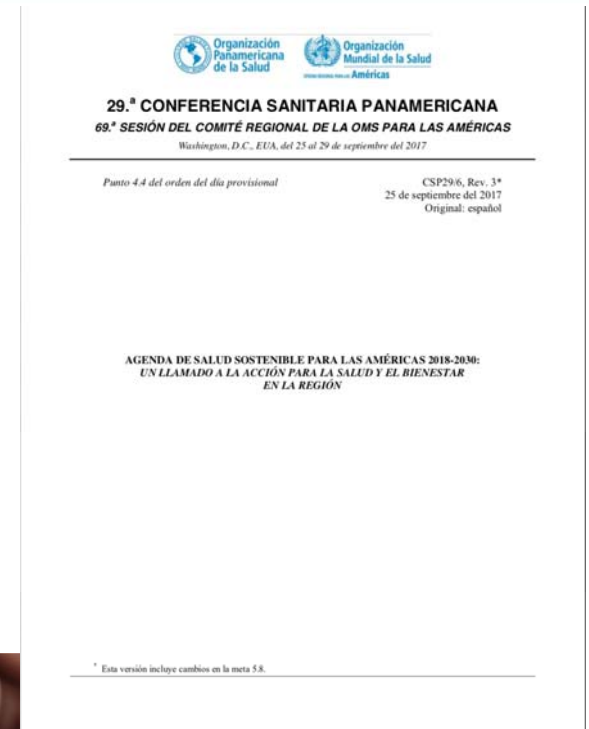 Organización
Panamericana
de la Salud
Organización
Mundial de la Salud
Américas
29.ª CONFERENCIA SANITARIA PANAMERICANA
69.ª SESIÓN DEL COMITÉ REGIONAL DE LA OMS PARA LAS AMÉRICAS
Washington, D.C., EUA, del 25 al 29 de septiembre del 2017
Punto 4.4 del orden del día provisional
CSP29/6, Rev. 3*
25 de septiembre del 2017
Original: español
AGENDA DE SALUD SOSTENIBLE PARA LAS AMÉRICAS 2018-2030:
UN LLAMADO A LA ACCIÓN PARA LA SALUD Y EL BIENESTAR
EN LA REGIÓN
* Esta versión incluye cambios en la meta 5.8.